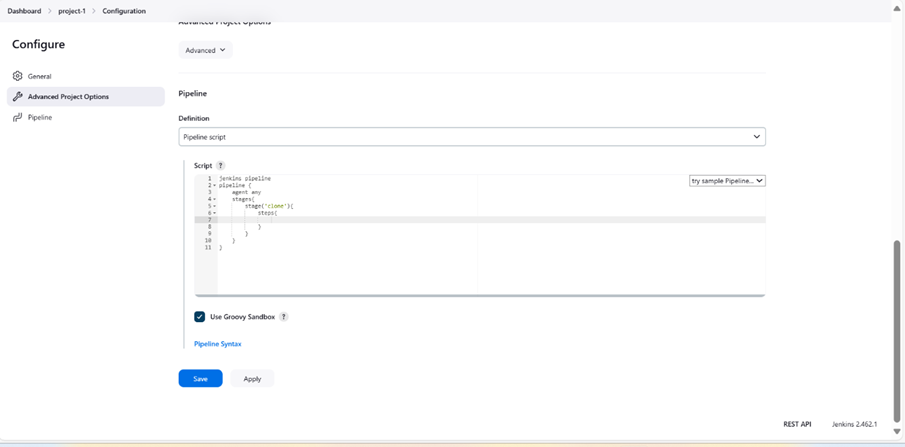 Dashboard > project-1 > Configuration
Advanced Project Options
Configure
Advanced
General
Advanced Project Options
Pipeline
Pipeline
Definition
Pipeline script
Script ?
try sample Pipeline...
1 jenkins pipeline
2 pipeline {
3 agent any
4 stages{
5 stage("clone"){
6 steps{
7
8 }
9 }
10 }
11 }
Use Groovy Sandbox ?
Pipeline Syntax
Save Apply
REST API Jenkins 2.462.1